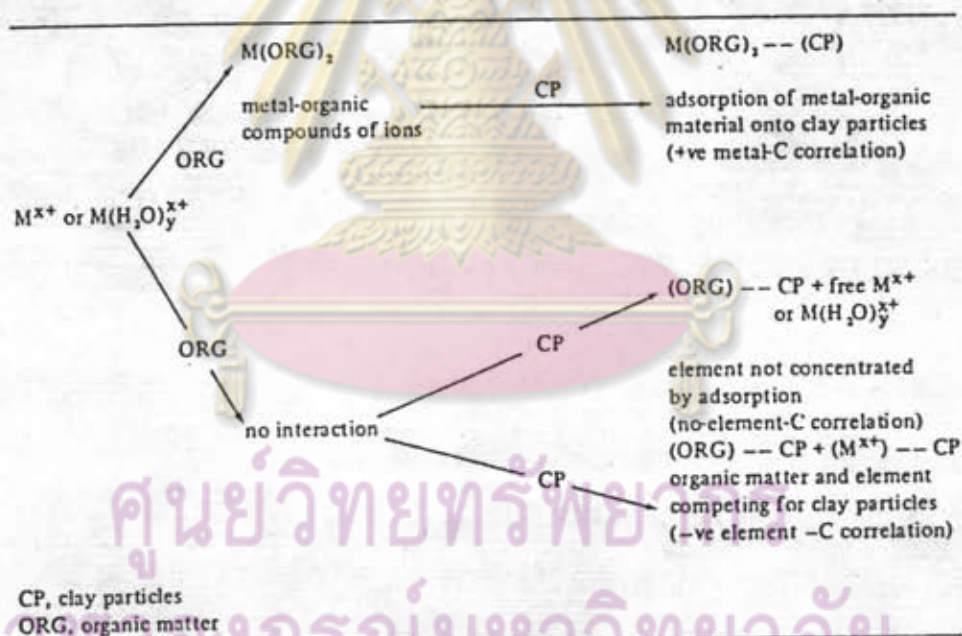 M(ORG)₂
M(ORG)₂ -- (CP)
metal-organic
compounds of ions
CP
adsorption of metal-organic
material onto clay particles
(+ve metal-C correlation)
ORG
Mˣ⁺ or M(H₂O)ᵧˣ⁺
(ORG) -- CP + free Mˣ⁺
or M(H₂O)ᵧˣ⁺
ORG
CP
element not concentrated
by adsorption
(no-element-C correlation)
no interaction
(ORG) -- CP + (Mˣ⁺) -- CP
CP
organic matter and element
competing for clay particles
(-ve element -C correlation)
ศูนย์วิทยทรัพยากร
CP, clay particles
ORG, organic matter